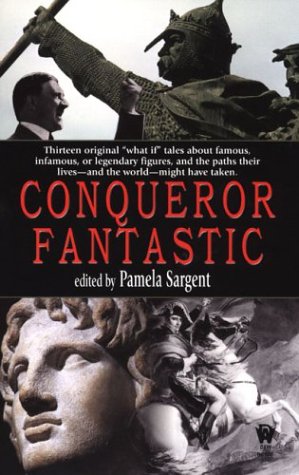 Thirteen original "what if" tales about famous,
infamous, or legendary figures, and the paths their
lives—and the world—might have taken.
CONQUEROR
FANTASTIC
edited by Pamela Sargent